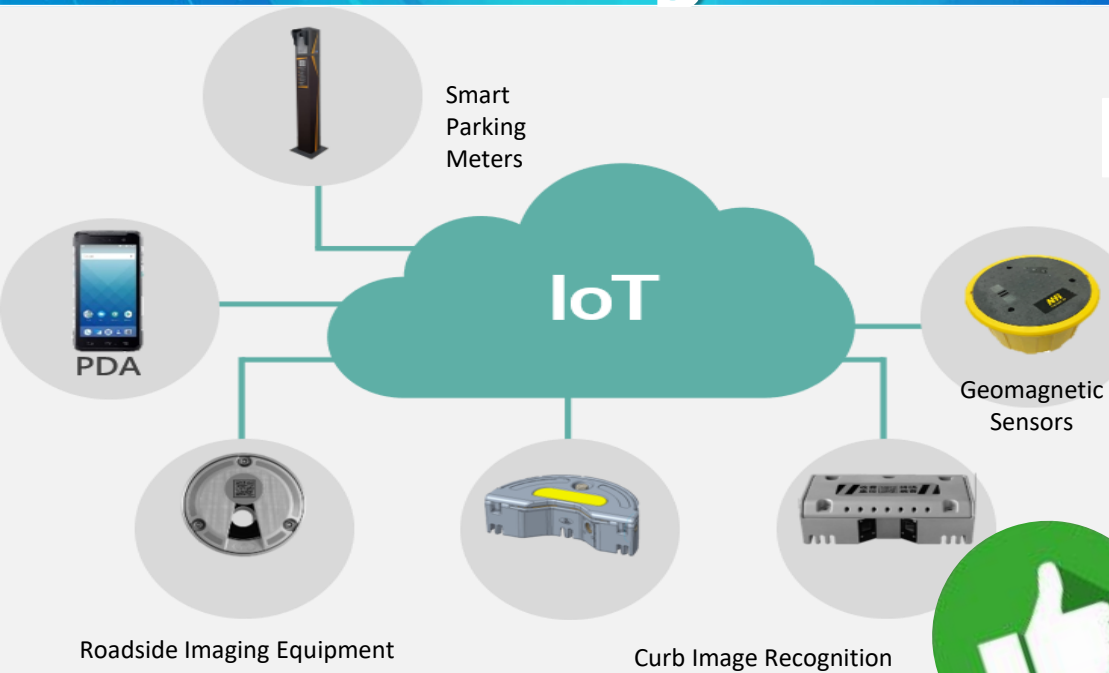 Smart
Parking
Meters
IoT
PDA
Geomagnetic
Sensors
Roadside Imaging Equipment
Curb Image Recognition